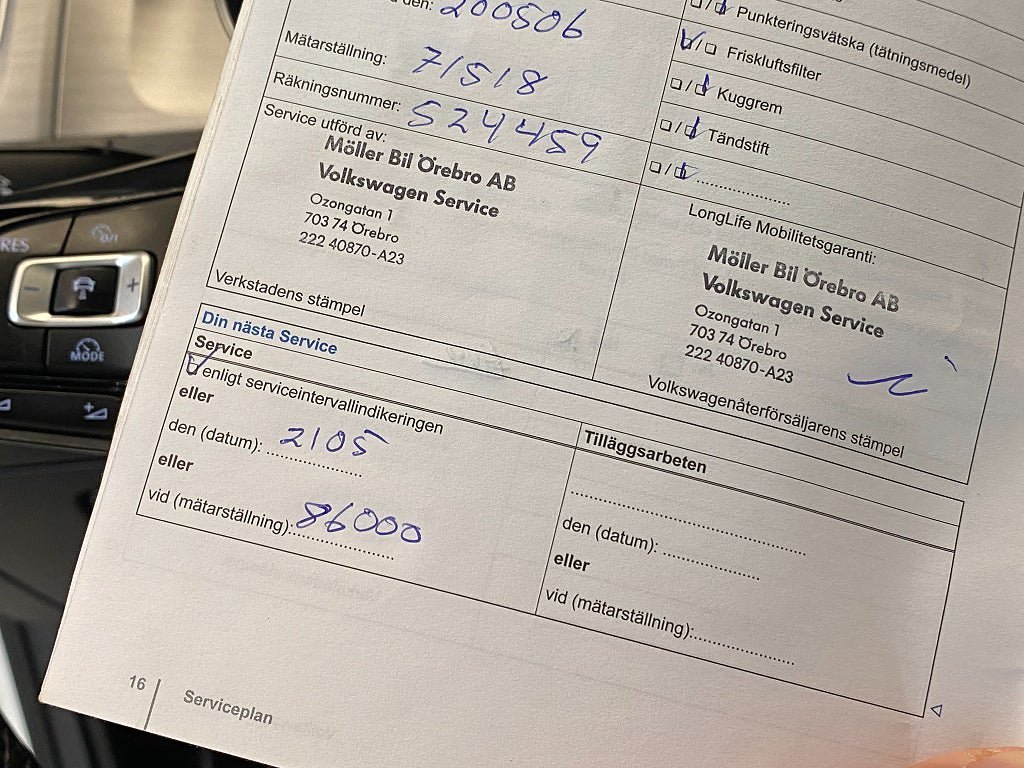 den: 200506
Mätarställning: 71518
Räkningsnummer: 524459
Service utförd av:
Möller Bil Örebro AB
Volkswagen Service
Ozongatan 1
703 74 Örebro
222 40870-A23
Verkstadens stämpel
Punkteringsvätska (tätningsmedel)
Friskluftsfilter
Kuggrem
Tändstift
LongLife Mobilitetsgaranti:
Möller Bil Örebro AB
Volkswagen Service
Ozongatan 1
703 74 Örebro
222 40870-A23
Volkswagenåterförsäljarens stämpel
Din nästa Service
Service
enligt serviceintervallindikeringen
eller
den (datum): 2105
eller
vid (mätarställning): 86000
Tilläggsarbeten
den (datum):
eller
vid (mätarställning):
16
Serviceplan
RES
MODE